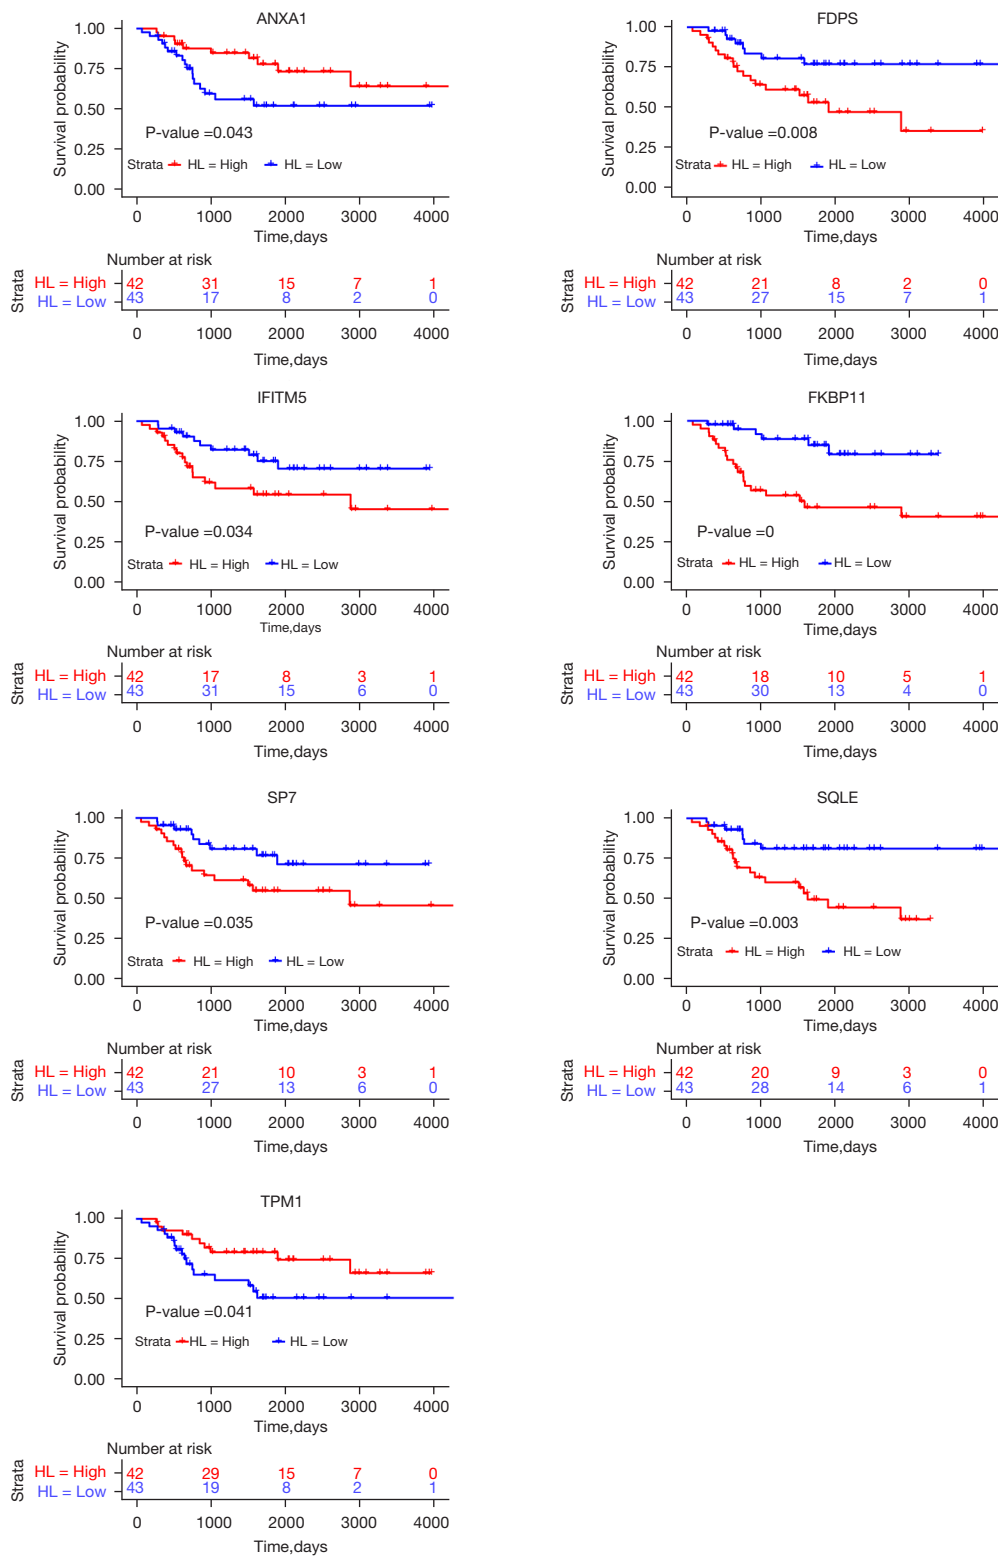 ANXA1
Survival probability
1.00
0.75
0.50
0.25
0.00
P-value =0.043
Strata HL = High HL = Low
0 1000 2000 3000 4000
Time,days
Number at risk
Strata
HL = High 42 31 15 7 1
HL = Low 43 17 8 2 0
0 1000 2000 3000 4000
Time,days
FDPS
Survival probability
1.00
0.75
0.50
0.25
0.00
P-value =0.008
Strata HL = High HL = Low
0 1000 2000 3000 4000
Time,days
Number at risk
Strata
HL = High 42 21 8 2 0
HL = Low 43 27 15 7 1
0 1000 2000 3000 4000
Time,days
IFITM5
Survival probability
1.00
0.75
0.50
0.25
0.00
P-value =0.034
Strata HL = High HL = Low
0 1000 2000 3000 4000
Time,days
Number at risk
Strata
HL = High 42 17 8 3 1
HL = Low 43 31 15 6 0
0 1000 2000 3000 4000
Time,days
FKBP11
Survival probability
1.00
0.75
0.50
0.25
0.00
P-value =0
Strata HL = High HL = Low
0 1000 2000 3000 4000
Time,days
Number at risk
Strata
HL = High 42 18 10 5 1
HL = Low 43 30 13 4 0
0 1000 2000 3000 4000
Time,days
SP7
Survival probability
1.00
0.75
0.50
0.25
0.00
P-value =0.035
Strata HL = High HL = Low
0 1000 2000 3000 4000
Time,days
Number at risk
Strata
HL = High 42 21 10 3 1
HL = Low 43 27 13 6 0
0 1000 2000 3000 4000
Time,days
SQLE
Survival probability
1.00
0.75
0.50
0.25
0.00
P-value =0.003
Strata HL = High HL = Low
0 1000 2000 3000 4000
Time,days
Number at risk
Strata
HL = High 42 20 9 3 0
HL = Low 43 28 14 6 1
0 1000 2000 3000 4000
Time,days
TPM1
Survival probability
1.00
0.75
0.50
0.25
0.00
P-value =0.041
Strata HL = High HL = Low
0 1000 2000 3000 4000
Time,days
Number at risk
Strata
HL = High 42 29 15 7 0
HL = Low 43 19 8 2 1
0 1000 2000 3000 4000
Time,days